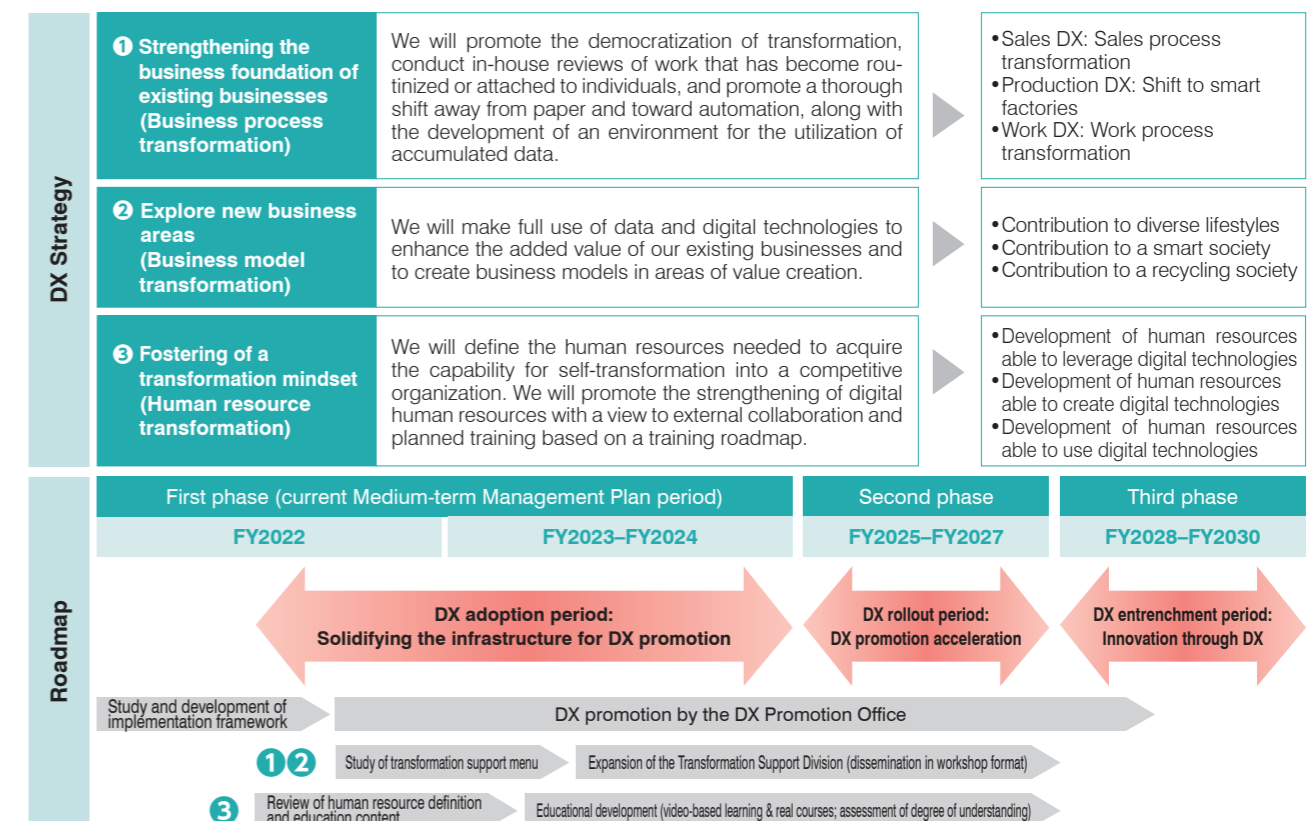 DX Strategy
❶ Strengthening the
business foundation of
existing businesses
(Business process
transformation)
We will promote the democratization of transformation,
conduct in-house reviews of work that has become rou-
tinized or attached to individuals, and promote a thorough
shift away from paper and toward automation, along with
the development of an environment for the utilization of
accumulated data.
•Sales DX: Sales process
transformation
•Production DX: Shift to smart
factories
•Work DX: Work process
transformation
❷ Explore new business
areas
(Business model
transformation)
We will make full use of data and digital technologies to
enhance the added value of our existing businesses and
to create business models in areas of value creation.
•Contribution to diverse lifestyles
•Contribution to a smart society
•Contribution to a recycling society
❸ Fostering of a
transformation mindset
(Human resource
transformation)
We will define the human resources needed to acquire
the capability for self-transformation into a competitive
organization. We will promote the strengthening of digital
human resources with a view to external collaboration and
planned training based on a training roadmap.
•Development of human resources
able to leverage digital technologies
•Development of human resources
able to create digital technologies
•Development of human resources
able to use digital technologies
Roadmap
First phase (current Medium-term Management Plan period)
Second phase
Third phase
FY2022
FY2023–FY2024
FY2025–FY2027
FY2028–FY2030
DX adoption period:
Solidifying the infrastructure for DX promotion
DX rollout period:
DX promotion acceleration
DX entrenchment period:
Innovation through DX
Study and development of
implementation framework
DX promotion by the DX Promotion Office
❶❷
Study of transformation support menu
Expansion of the Transformation Support Division (dissemination in workshop format)
❸
Review of human resource definition
and education content
Educational development (video-based learning & real courses; assessment of degree of understanding)